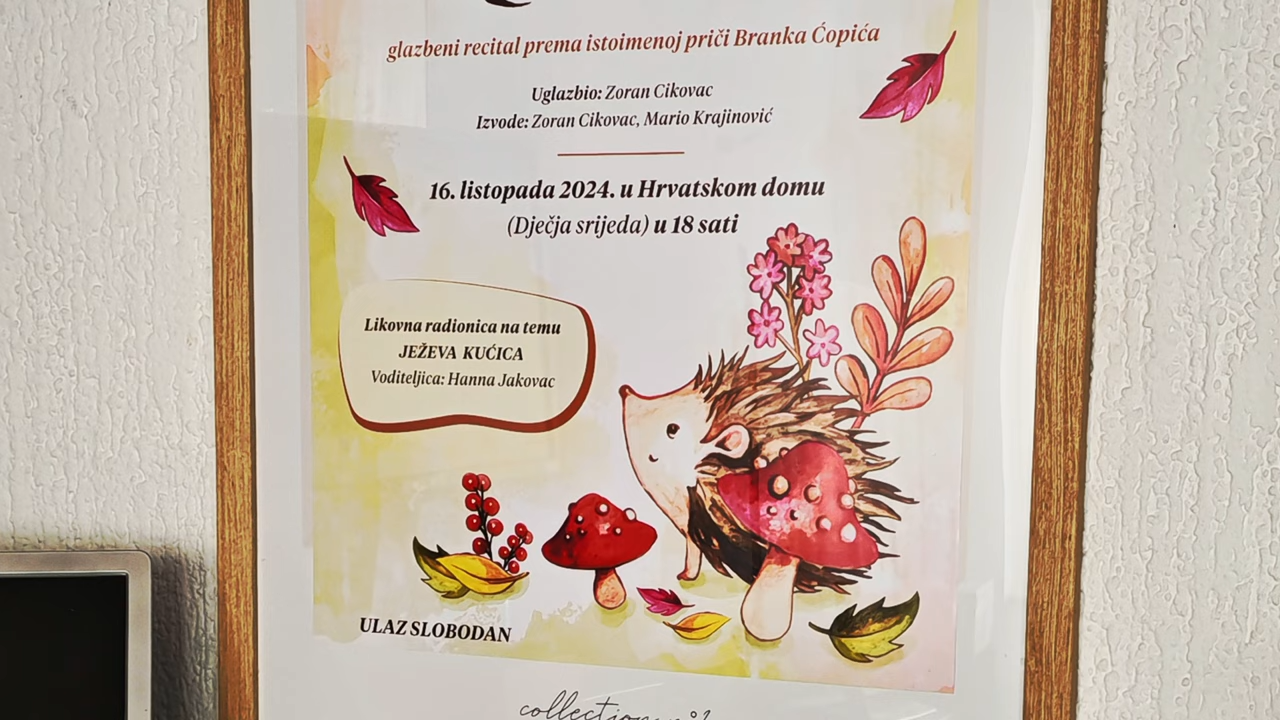 glazbeni recital prema istoimenoj priči Branka Ćopića
Uglazbio: Zoran Cikovac
Izvode: Zoran Cikovac, Mario Krajinović
16. listopada 2024. u Hrvatskom domu
(Dječja srijeda) u 18 sati
Likovna radionica na temu
JEŽEVA KUĆICA
Voditeljica: Hanna Jakovac
ULAZ SLOBODAN
collection